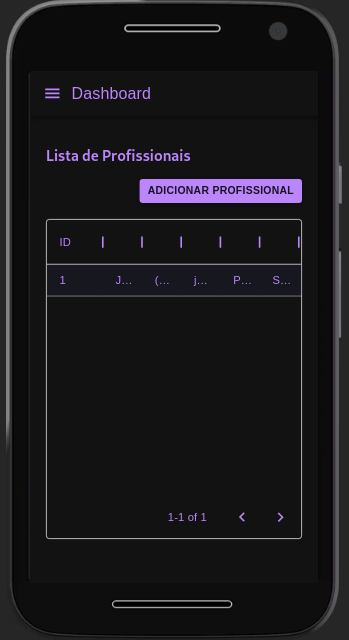 Dashboard
Lista de Profissionais
ADICIONAR PROFISSIONAL
ID
1 J... (... j... P... S...
1-1 of 1